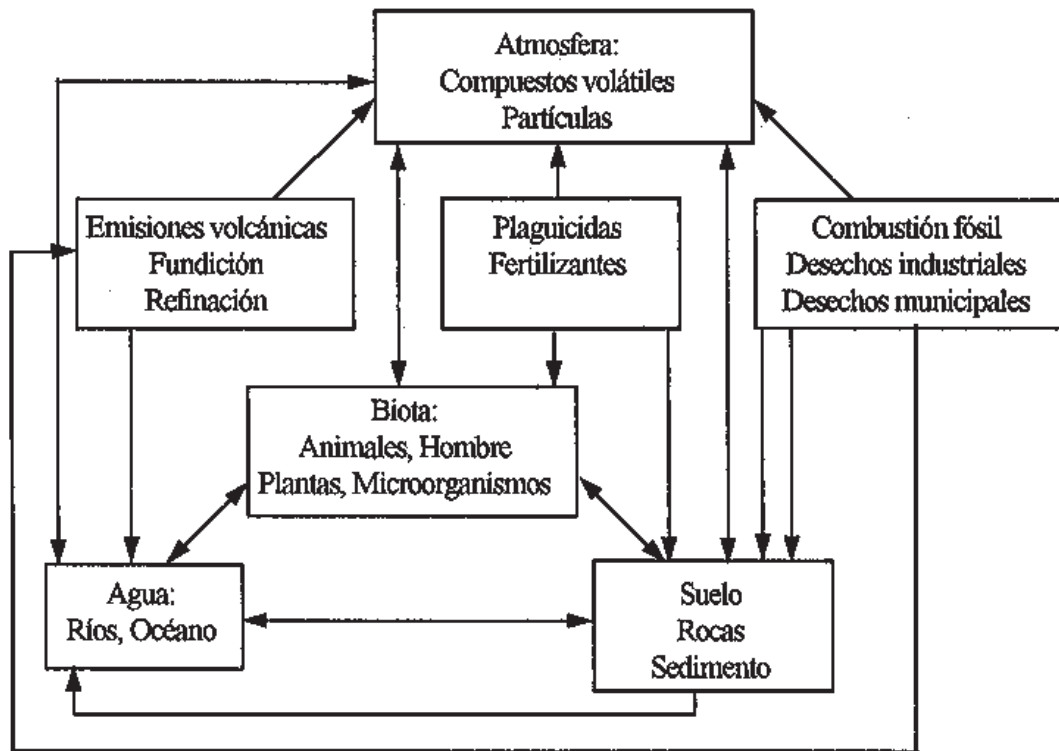 Atmosfera:
Compuestos volátiles
Partículas
Emisiones volcánicas
Fundición
Refinación
Plaguicidas
Fertilizantes
Combustión fósil
Desechos industriales
Desechos municipales
Biota:
Animales, Hombre
Plantas, Microorganismos
Agua:
Ríos, Océano
Suelo
Rocas
Sedimento